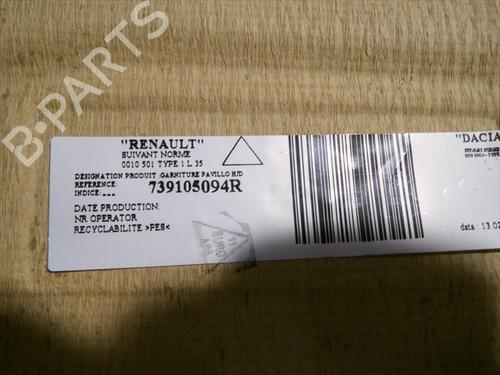 B-PARTS
"RENAULT"
SUIVANT NORME
0010 501 TYPE 1 L 35
DESIGNATION PRODUIT :GARNITURE PAVILLO H/D
REFERENCE: 739105094R
INDICE:---
DATE PRODUCTION:
NR OPERATOR
RECYCLABILITE >PES<
"DACIA
data : 13.02